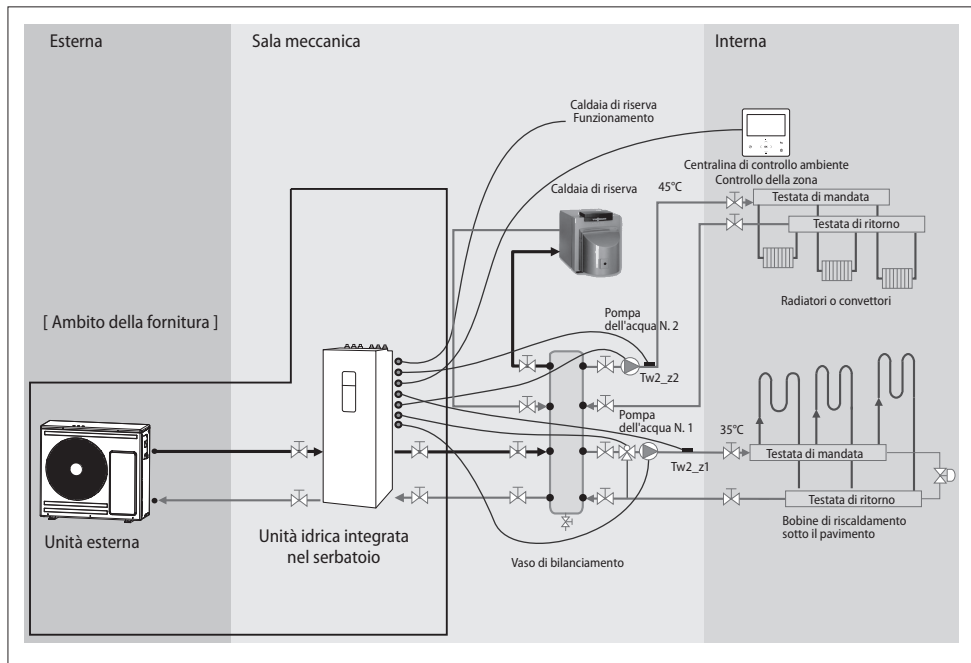 Esterna
Sala meccanica
Interna
Caldaia di riserva
Funzionamento
Centralina di controllo ambiente
Controllo della zona
Caldaia di riserva
45°C
Testata di mandata
Testata di ritorno
Radiatori o convettori
[ Ambito della fornitura ]
Pompa
dell'acqua N. 2
Tw2_z2
Pompa
dell'acqua N. 1
35°C
Tw2_z1
Testata di mandata
Testata di ritorno
Unità esterna
Unità idrica integrata
nel serbatoio
Vaso di bilanciamento
Bobine di riscaldamento
sotto il pavimento